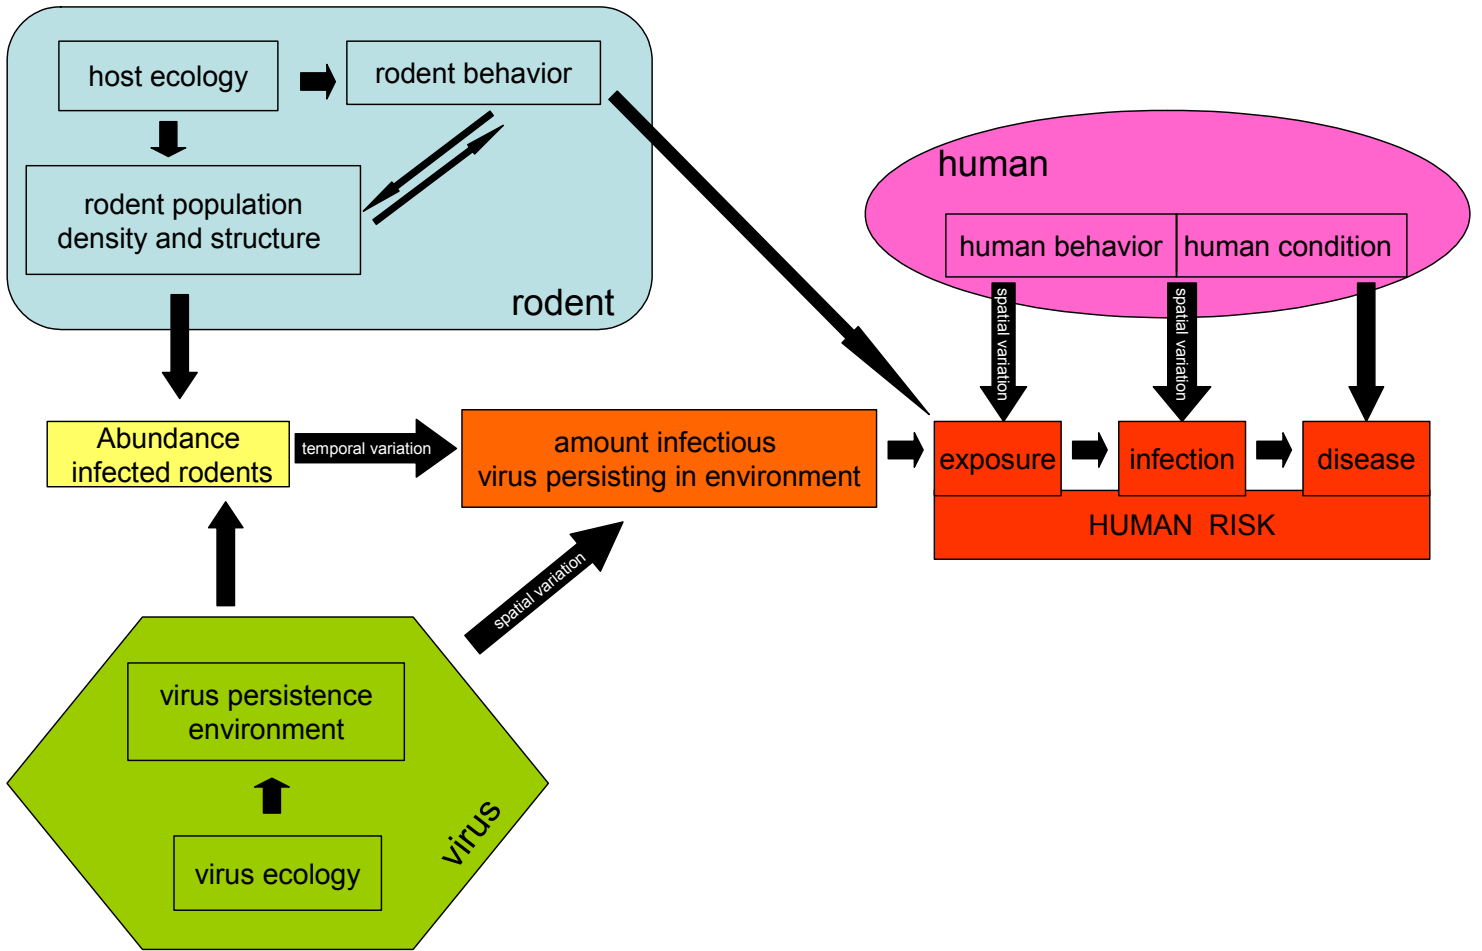 host ecology
rodent behavior
rodent population
density and structure
rodent
human
human behavior
human condition
spatial variation
spatial variation
Abundance
infected rodents
temporal variation
amount infectious
virus persisting in environment
exposure
infection
disease
HUMAN RISK
spatial variation
virus persistence
environment
virus ecology
virus